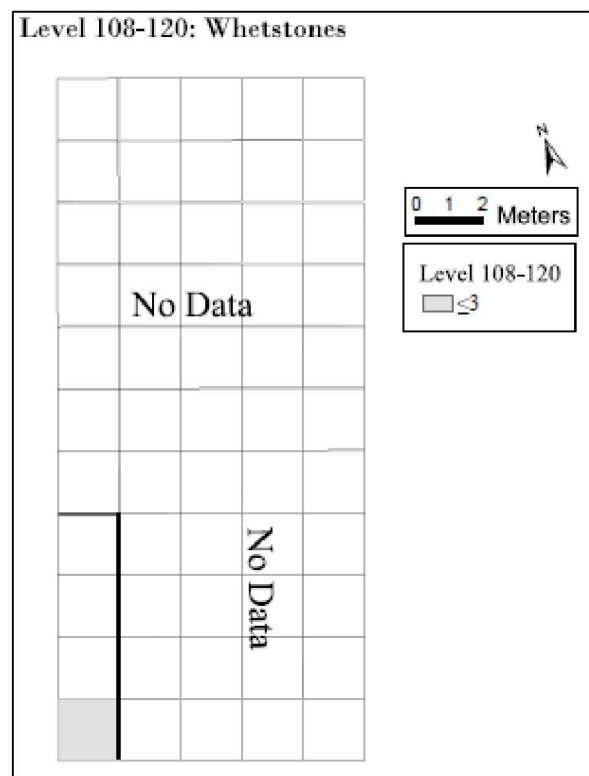 Level 108-120: Whetstones
N
0 1 2 Meters
Level 108-120
≤3
No Data
No Data